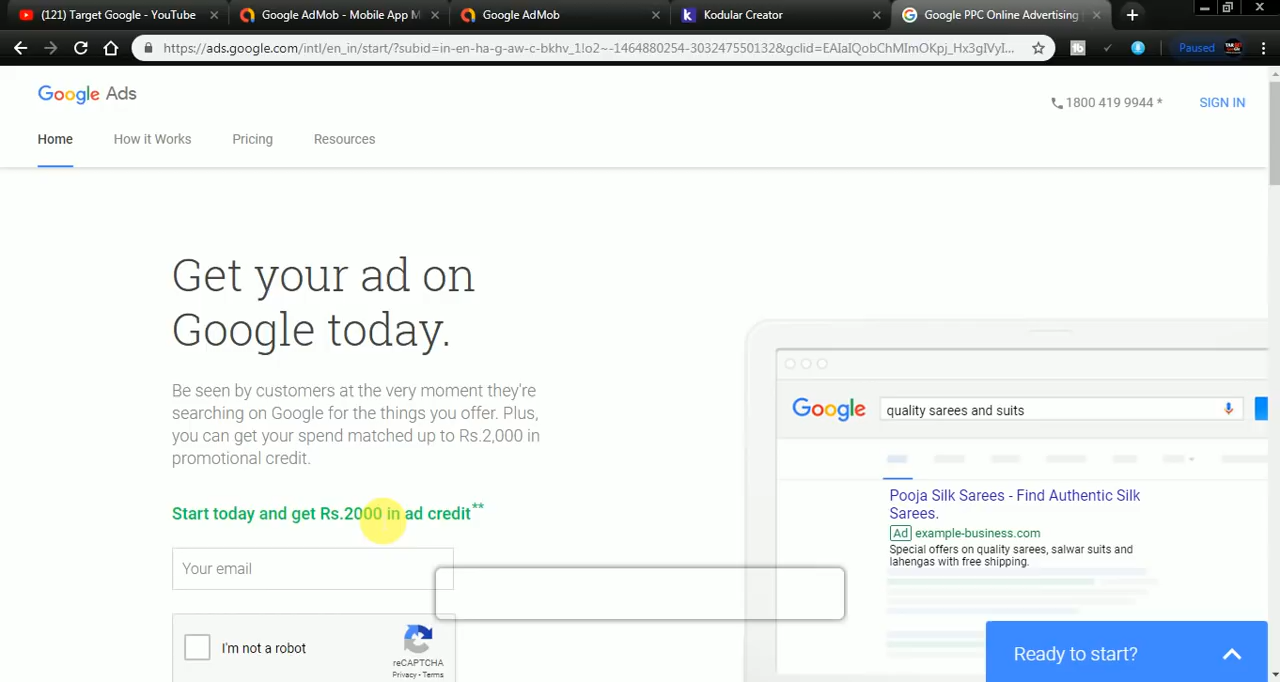 (121) Target Google - YouTube
Google AdMob - Mobile App M
Google AdMob
Kodular Creator
Google PPC Online Advertising
https://ads.google.com/intl/en_in/start/?subid=in-en-ha-g-aw-c-bkhv_1!o2~-1464880254-303247550132&gclid=EAIaIQobChMImOKpj_Hx3gIVyI...
Paused
Google Ads
1800 419 9944 *
SIGN IN
Home
How it Works
Pricing
Resources
Get your ad on
Google today.
Be seen by customers at the very moment they're
searching on Google for the things you offer. Plus,
you can get your spend matched up to Rs.2,000 in
promotional credit.
Start today and get Rs.2000 in ad credit**
Your email
I'm not a robot
reCAPTCHA
Privacy - Terms
Google
quality sarees and suits
Pooja Silk Sarees - Find Authentic Silk
Sarees.
Ad example-business.com
Special offers on quality sarees, salwar suits and
lahengas with free shipping.
Ready to start?